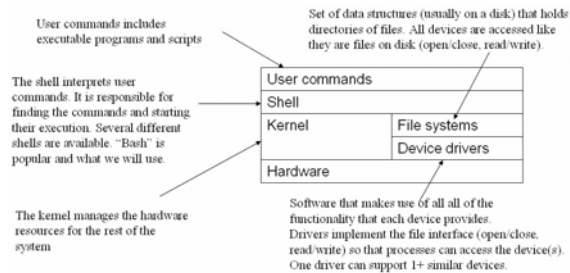 User commands includes
executable programs and scripts
Set of data structures (usually on a disk) that holds
directories of files. All devices are accessed like
they are files on disk (open/close, read/write).
The shell interprets user
commands. It is responsible for
finding the commands and starting
their execution. Several different
shells are available. “Bash” is
popular and what we will use.
User commands
Shell
Kernel
File systems
Device drivers
Hardware
The kernel manages the hardware
resources for the rest of the
system
Software that makes use of all all of the
functionality that each device provides.
Drivers implement the file interface (open/close,
read/write) so that processes can access the device(s).
One driver can support 1+ similar devices.